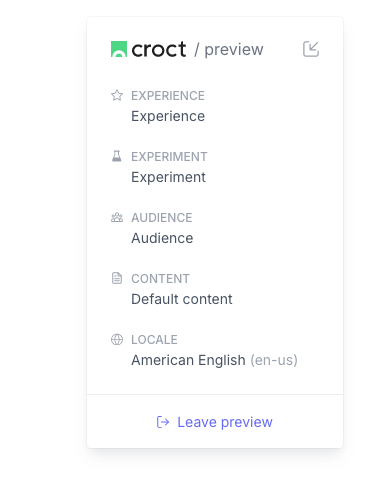 croct / preview
EXPERIENCE
Experience
EXPERIMENT
Experiment
AUDIENCE
Audience
CONTENT
Default content
LOCALE
American English (en-us)
Leave preview